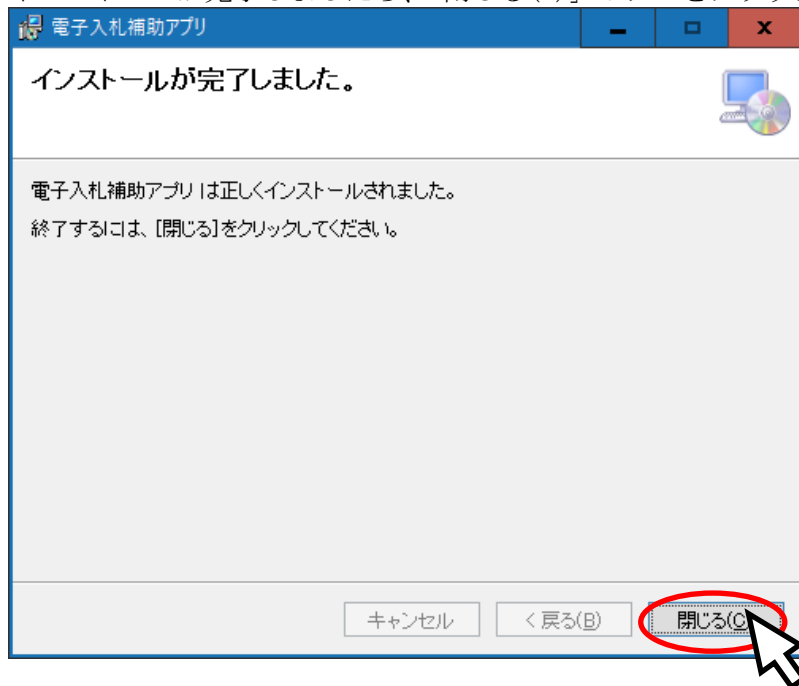 電子入札補助アプリ
インストールが完了しました。
電子入札補助アプリ は正しくインストールされました。
終了するには、[閉じる]をクリックしてください。
キャンセル
< 戻る(B)
閉じる(C)